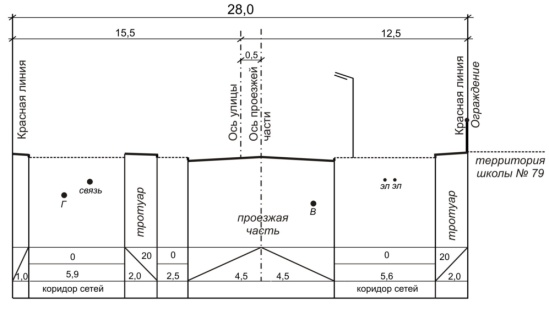 28,0
15,5
12,5
0,5
Красная линия
Ось улицы
Ось проезжей
части
Красная линия
Ограждение
территория
школы № 79
связь
Г
тротуар
проезжая
часть
В
эл эл
тротуар
0
20
0
0
20
1,0
5,9
2,0
2,5
4,5
4,5
5,6
2,0
коридор сетей
коридор сетей